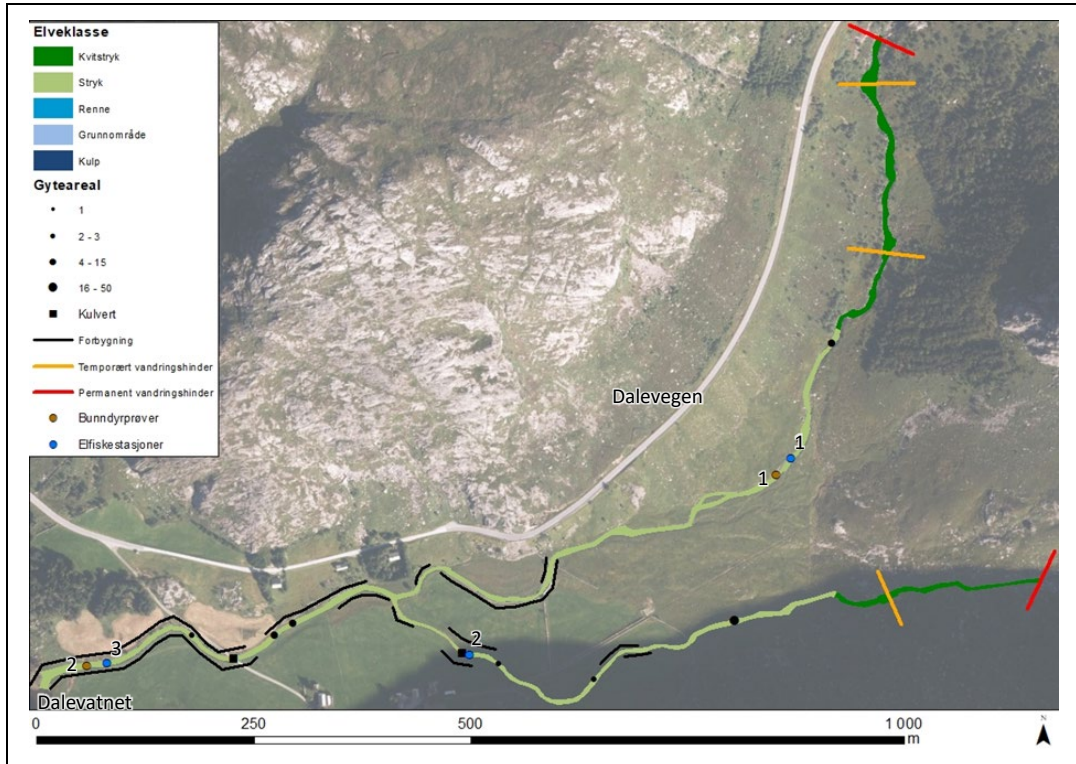 Elveklasse
Kvitstryk
Stryk
Renne
Grunnområde
Kulp
Gyteareal
1
2 - 3
4 - 15
16 - 50
Kulvert
Forbygning
Temporært vandringshinder
Permanent vandringshinder
Bunndyrprøver
Elfiskestasjoner
Dalevegen
1
1
2
3
2
Dalevatnet
0 250 500 1 000
m
N